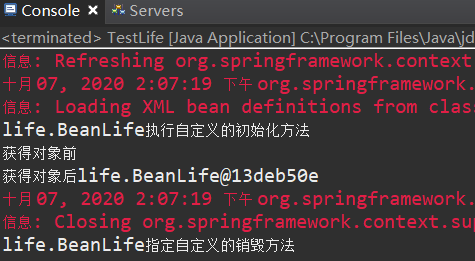 Console Servers
<terminated> TestLife [Java Application] C:\Program Files\Java\jd
信息: Refreshing org.springframework.context
十月 07, 2020 2:07:19 下午 org.springframework.
信息: Loading XML bean definitions from clas
life.BeanLife执行自定义的初始化方法
获得对象前
获得对象后life.BeanLife@13deb50e
十月 07, 2020 2:07:19 下午 org.springframework.
信息: Closing org.springframework.context.sup
life.BeanLife指定自定义的销毁方法